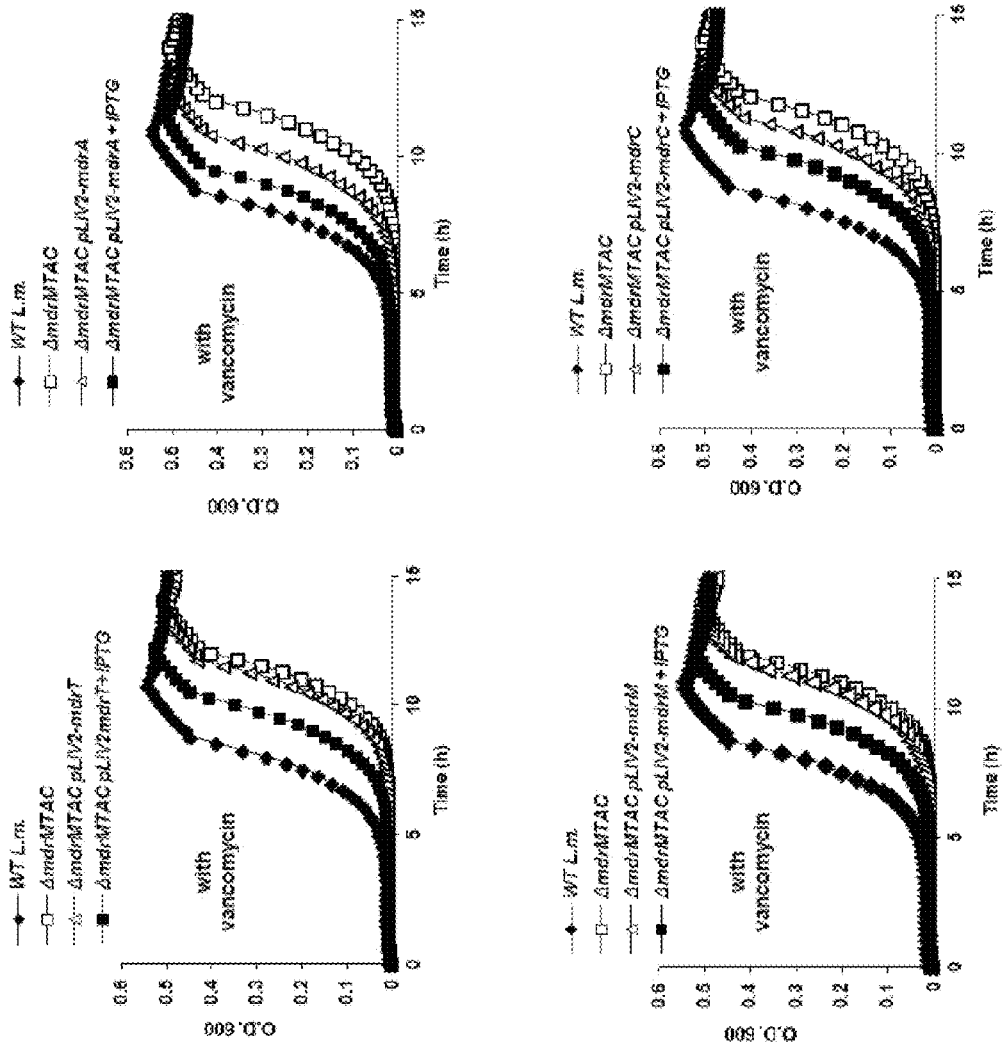 WT L.m.
ΔmdrMTAC
ΔmdrMTAC pLIV2-mdrT
ΔmdrMTAC pLIV2mdrT+ IPTG
0.6
0.5
0.4
0.3
0.2
0.1
0
O.D. 600
with
vancomycin
0
5
10
15
Time (h)
WT L.m.
ΔmdrMTAC
ΔmdrMTAC pLIV2-mdrA
ΔmdrMTAC pLIV2-mdrA + IPTG
0.6
0.5
0.4
0.3
0.2
0.1
0
O.D. 600
with
vancomycin
0
5
10
15
Time (h)
WT L.m.
ΔmdrMTAC
ΔmdrMTAC pLIV2-mdrM
ΔmdrMTAC pLIV2-mdrM + IPTG
0.6
0.5
0.4
0.3
0.2
0.1
0
O.D. 600
with
vancomycin
0
5
10
15
Time (h)
WT L.m.
ΔmdrMTAC
ΔmdrMTAC pLIV2-mdrC
ΔmdrMTAC pLIV2-mdrC + IPTG
0.6
0.5
0.4
0.3
0.2
0.1
0
O.D. 600
with
vancomycin
0
5
10
15
Time (h)